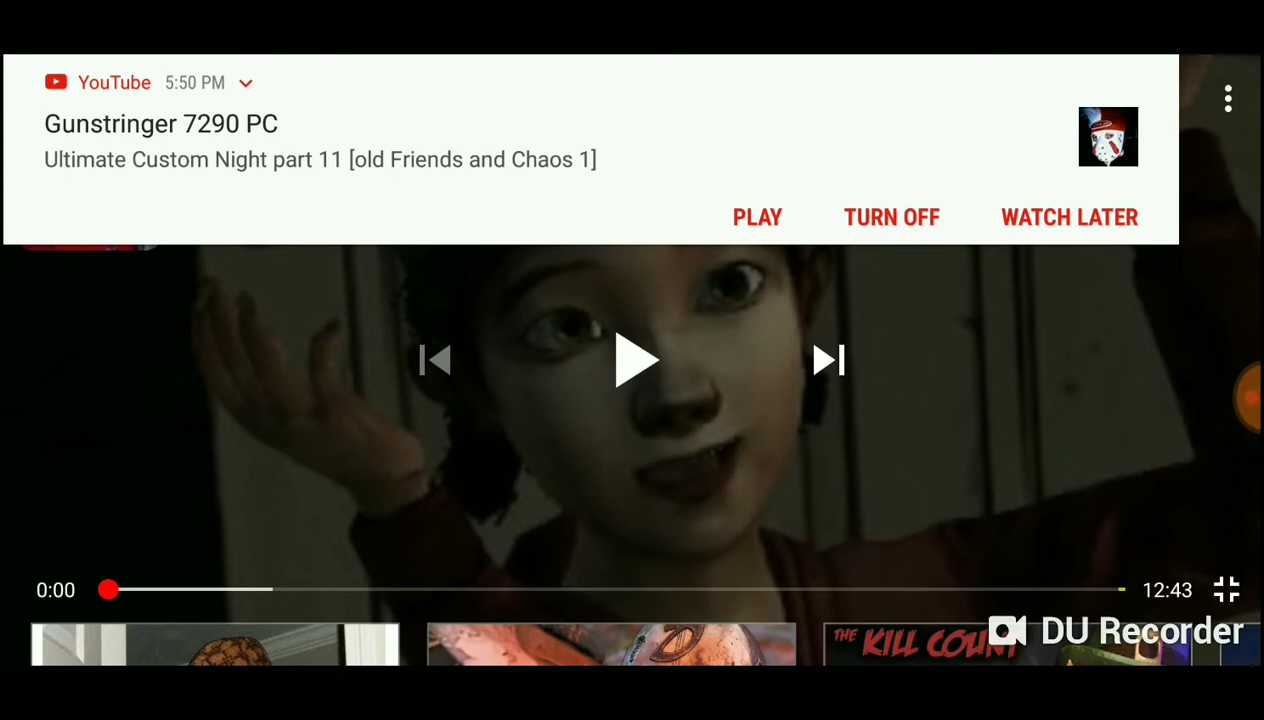 YouTube 5:50 PM
Gunstringer 7290 PC
Ultimate Custom Night part 11 [old Friends and Chaos 1]
PLAY TURN OFF WATCH LATER
0:00 12:43
THE KILL COUNT
DU Recorder